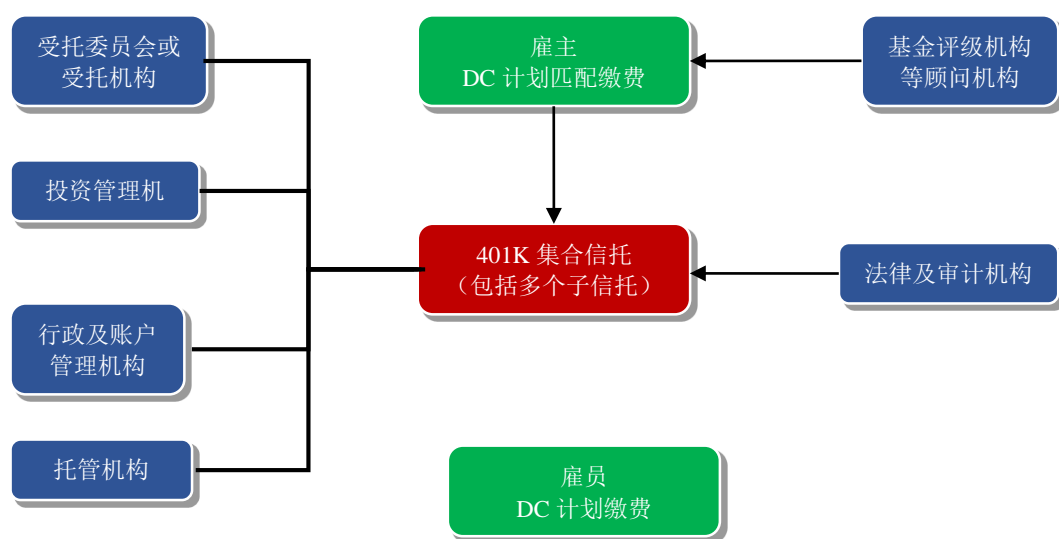 受托委员会或
受托机构
雇主
DC 计划匹配缴费
基金评级机构
等顾问机构
投资管理机
401K 集合信托
（包括多个子信托）
法律及审计机构
行政及账户
管理机构
托管机构
雇员
DC 计划缴费